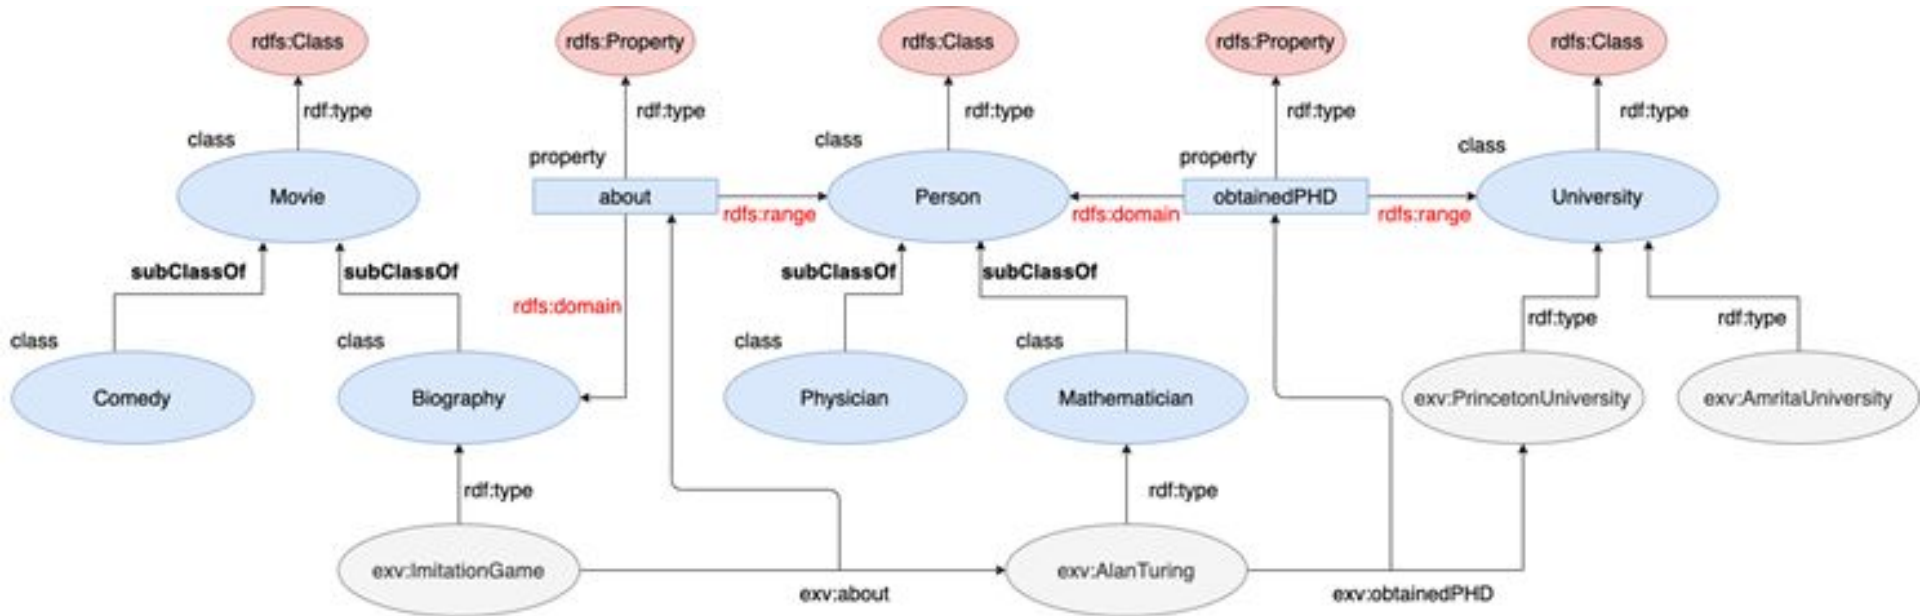 rdfs:Class
rdfs:Property
rdfs:Class
rdfs:Property
rdfs:Class
rdf:type
rdf:type
rdf:type
rdf:type
rdf:type
class
property
class
property
class
Movie
about
Person
obtainedPHD
University
rdfs:range
rdfs:domain
rdfs:range
subClassOf
subClassOf
subClassOf
subClassOf
rdfs:domain
rdf:type
rdf:type
class
class
class
class
Comedy
Biography
Physician
Mathematician
exv:PrincetonUniversity
exv:AmritaUniversity
rdf:type
rdf:type
exv:ImitationGame
exv:AlanTuring
exv:about
exv:obtainedPHD